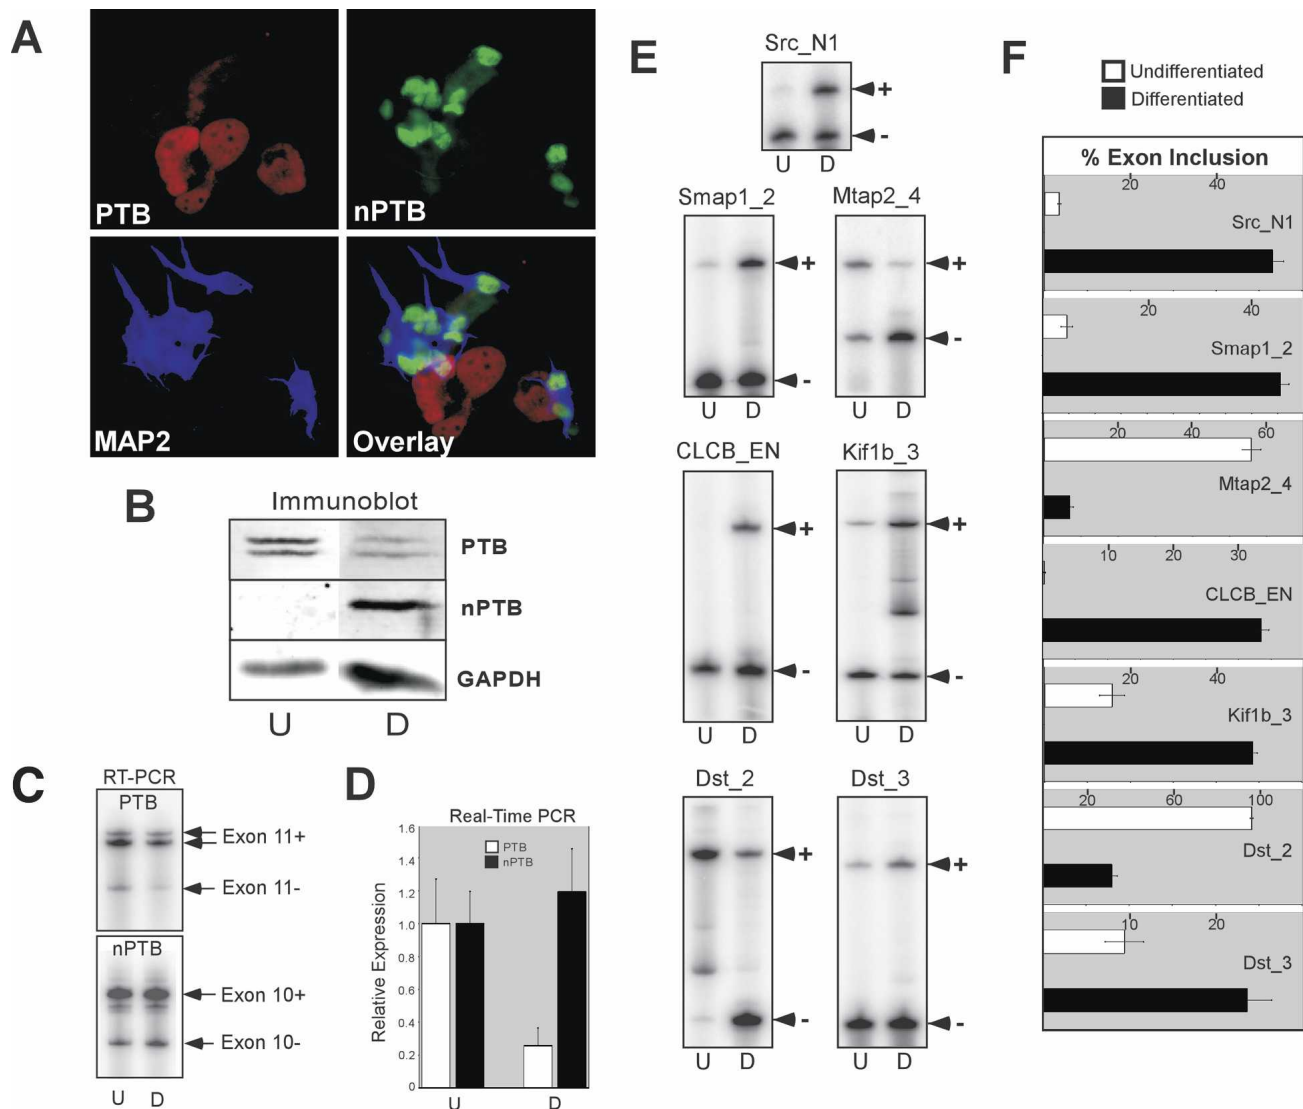 A
PTB
nPTB
MAP2
Overlay
B
Immunoblot
PTB
nPTB
GAPDH
U D
C
RT-PCR
PTB
Exon 11+
Exon 11-
nPTB
Exon 10+
Exon 10-
U D
D
Real-Time PCR
PTB
nPTB
Relative Expression
1.6
1.4
1.2
1.0
0.8
0.6
0.4
0.2
0
U D
E
Src_N1
+
-
U D
Smap1_2
+
-
U D
Mtap2_4
+
-
U D
CLCB_EN
+
-
U D
Kif1b_3
+
-
U D
Dst_2
+
-
U D
Dst_3
+
-
U D
F
Undifferentiated
Differentiated
% Exon Inclusion
20 40
Src_N1
20 40
Smap1_2
20 40 60
Mtap2_4
10 20 30
CLCB_EN
20 40
Kif1b_3
20 60 100
Dst_2
10 20
Dst_3